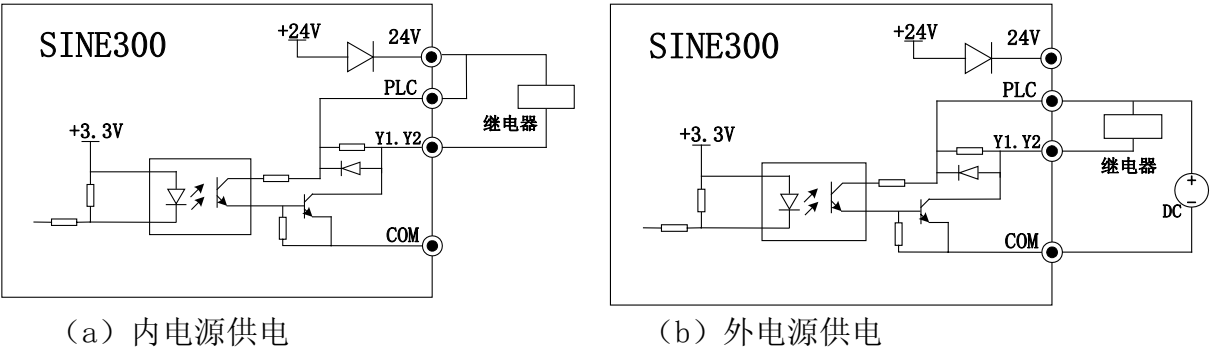 SINE300
+24V
24V
PLC
继电器
+3.3V
Y1.Y2
COM
(a) 内电源供电
SINE300
+24V
24V
PLC
+3.3V
Y1.Y2
继电器
+
−
DC
COM
(b) 外电源供电